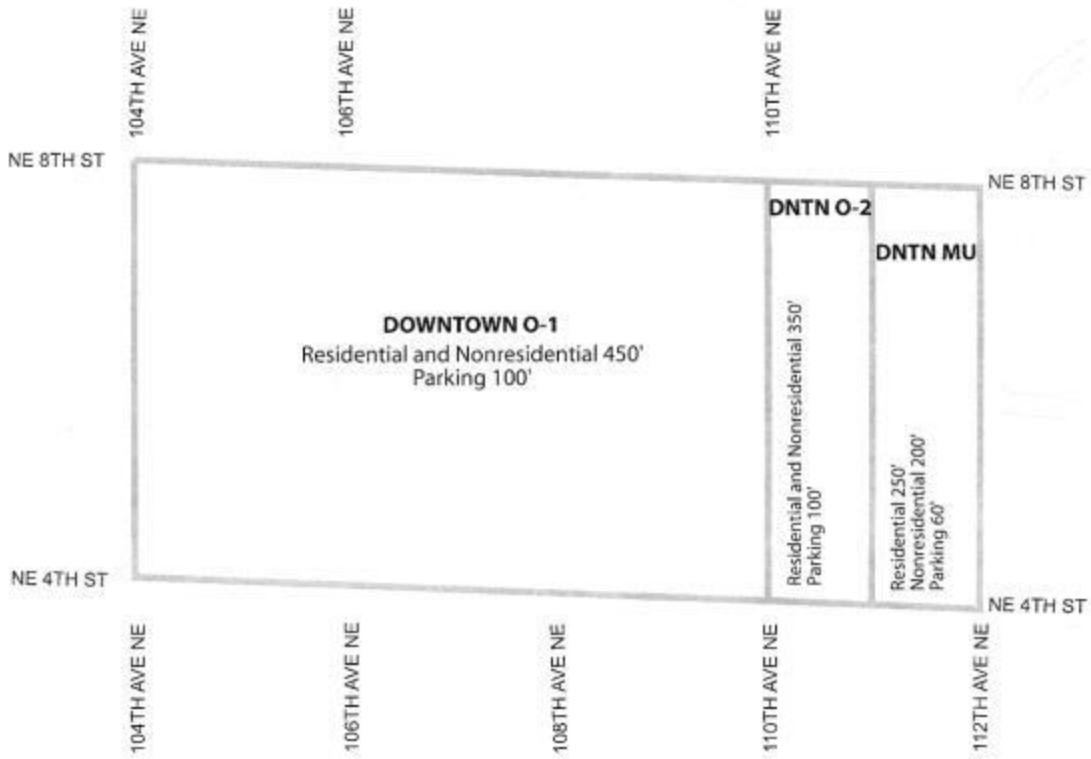 104TH AVE NE
106TH AVE NE
110TH AVE NE
NE 8TH ST
NE 8TH ST
DNTN O-2
DNTN MU
DOWNTOWN O-1
Residential and Nonresidential 450'
Parking 100'
Residential and Nonresidential 350'
Parking 100'
Residential 250'
Nonresidential 200'
Parking 60'
NE 4TH ST
NE 4TH ST
104TH AVE NE
106TH AVE NE
108TH AVE NE
110TH AVE NE
112TH AVE NE